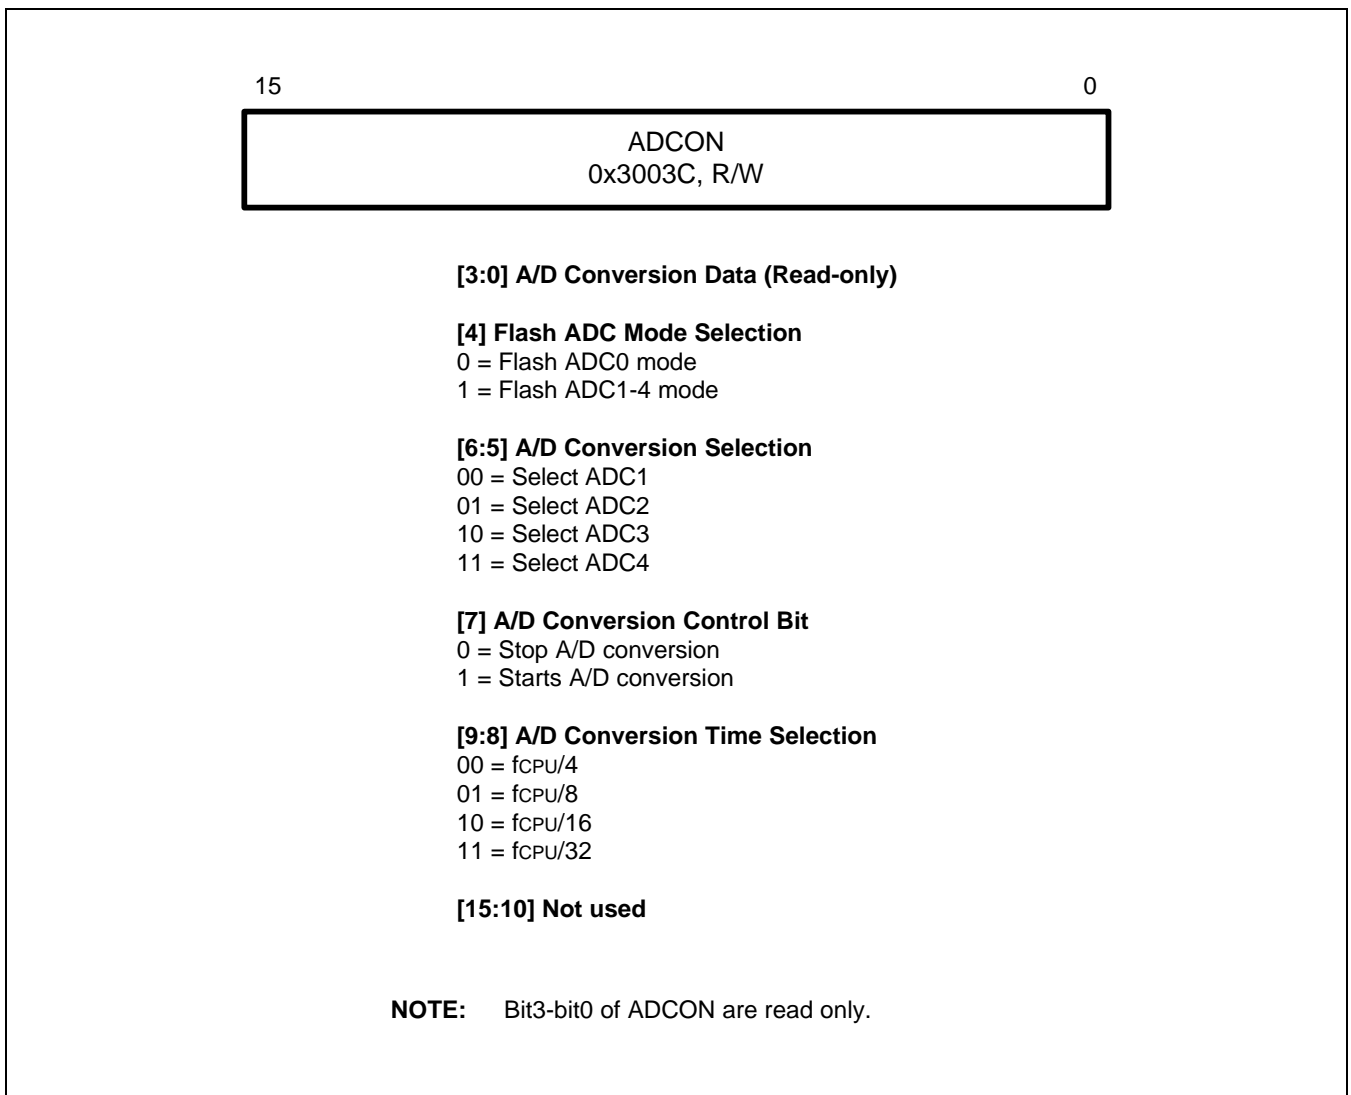 15 0
ADCON
0x3003C, R/W
[3:0] A/D Conversion Data (Read-only)
[4] Flash ADC Mode Selection
0 = Flash ADC0 mode
1 = Flash ADC1-4 mode
[6:5] A/D Conversion Selection
00 = Select ADC1
01 = Select ADC2
10 = Select ADC3
11 = Select ADC4
[7] A/D Conversion Control Bit
0 = Stop A/D conversion
1 = Starts A/D conversion
[9:8] A/D Conversion Time Selection
00 = fCPU/4
01 = fCPU/8
10 = fCPU/16
11 = fCPU/32
[15:10] Not used
NOTE: Bit3-bit0 of ADCON are read only.